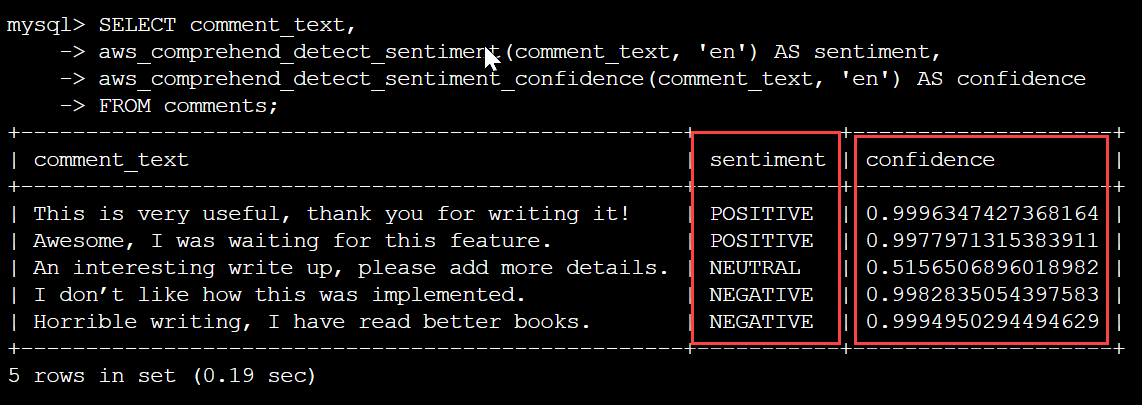 mysql> SELECT comment_text,
    -> aws_comprehend_detect_sentiment(comment_text, 'en') AS sentiment,
    -> aws_comprehend_detect_sentiment_confidence(comment_text, 'en') AS confidence
    -> FROM comments;
+---------------------------------------------------+-----------+--------------------+
| comment_text                                      | sentiment | confidence         |
+---------------------------------------------------+-----------+--------------------+
| This is very useful, thank you for writing it!    | POSITIVE  | 0.9996347427368164 |
| Awesome, I was waiting for this feature.          | POSITIVE  | 0.9977971315383911 |
| An interesting write up, please add more details. | NEUTRAL   | 0.5156506896018982 |
| I don’t like how this was implemented.            | NEGATIVE  | 0.9982835054397583 |
| Horrible writing, I have read better books.       | NEGATIVE  | 0.9994950294494629 |
+---------------------------------------------------+-----------+--------------------+
5 rows in set (0.19 sec)